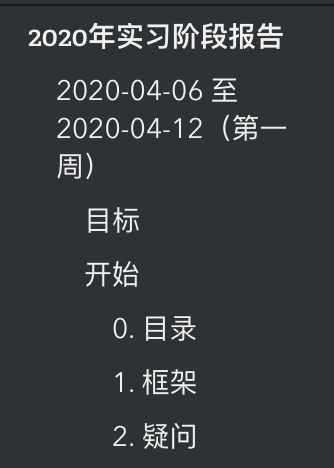 2020年实习阶段报告
2020-04-06 至
2020-04-12（第一
周）
目标
开始
0. 目录
1. 框架
2. 疑问